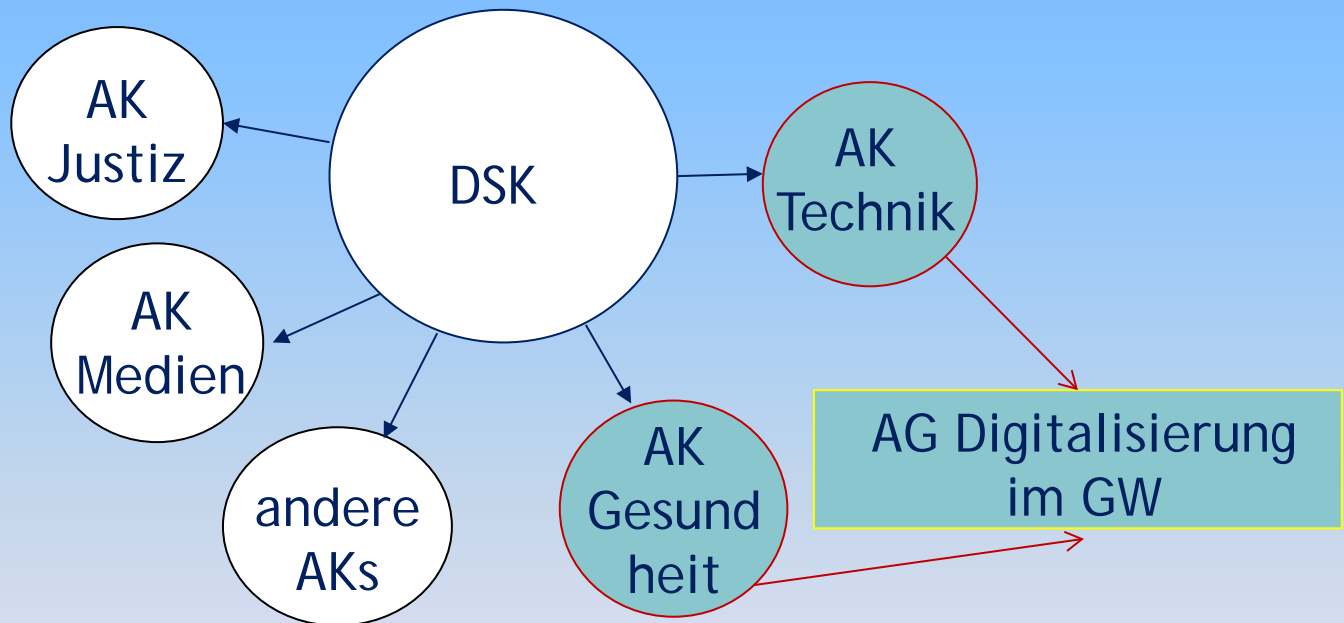 AK
Justiz
DSK
AK
Technik
AK
Medien
andere
AKs
AK
Gesund
heit
AG Digitalisierung
im GW